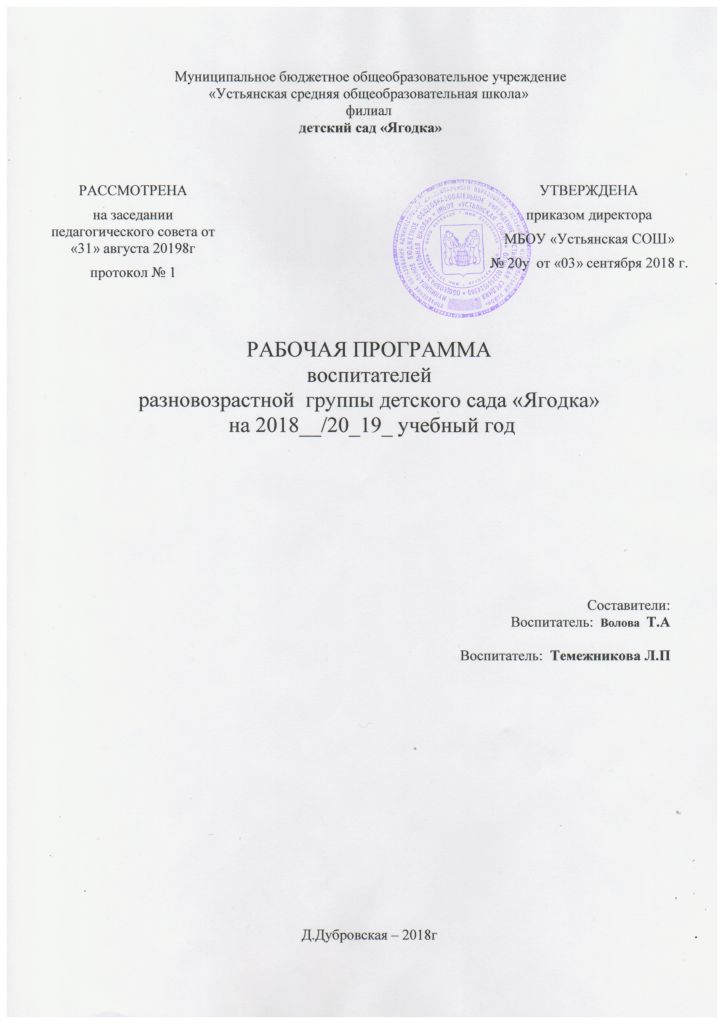 Муниципальное бюджетное общеобразовательное учреждение
«Устьянская средняя общеобразовательная школа»
филиал
детский сад «Ягодка»
РАССМОТРЕНА
на заседании
педагогического совета от
«31» августа 20198г
протокол № 1
УТВЕРЖДЕНА
приказом директора
МБОУ «Устьянская СОШ»
№ 20у от «03» сентября 2018 г.
РАБОЧАЯ ПРОГРАММА
воспитателей
разновозрастной группы детского сада «Ягодка»
на 2018__/20_19_ учебный год
Составители:
Воспитатель: Волова Т.А
Воспитатель: Темежникова Л.П
Д.Дубровская – 2018г